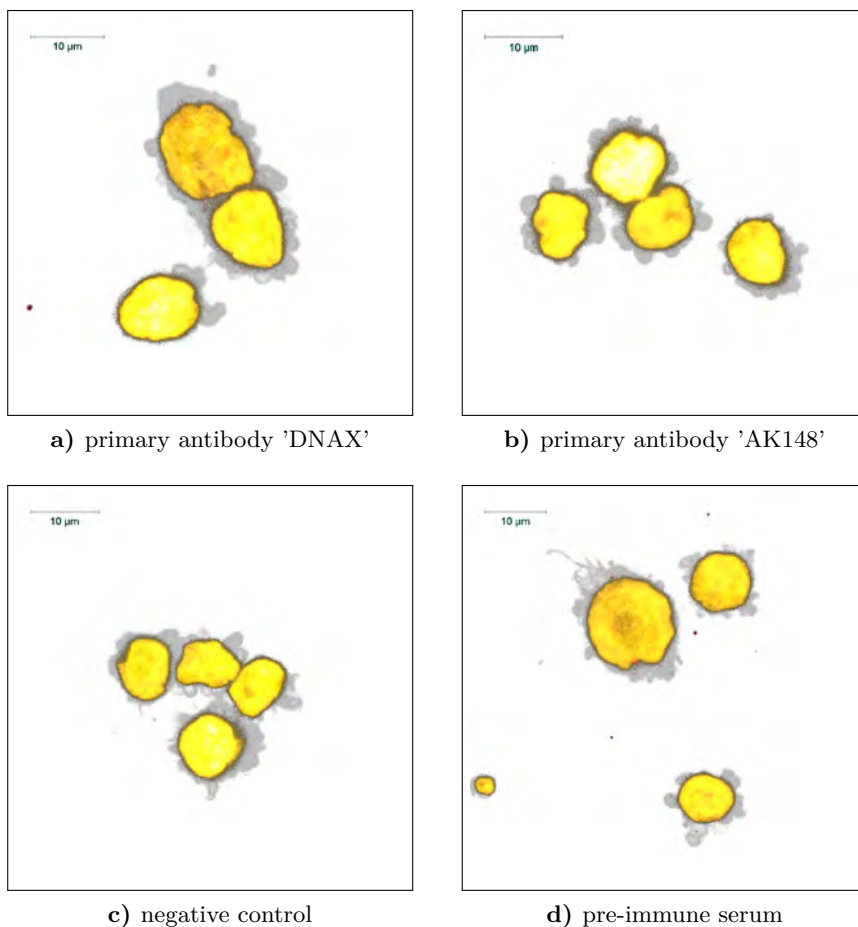 10 µm
10 µm
a) primary antibody 'DNAX'
b) primary antibody 'AK148'
10 µm
10 µm
c) negative control
d) pre-immune serum